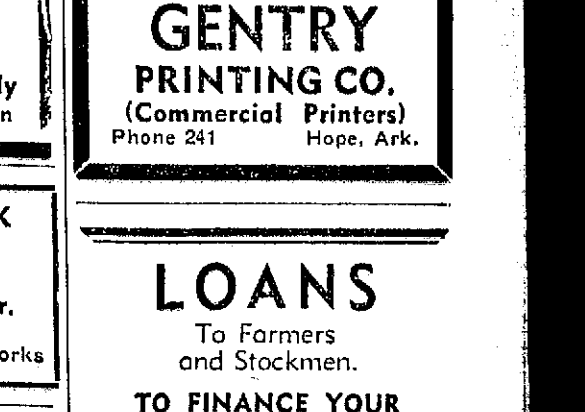 GENTRY
PRINTING CO.
(Commercial Printers)
Phone 241 Hope, Ark.
LOANS
To Farmers
and Stockmen.
TO FINANCE YOUR